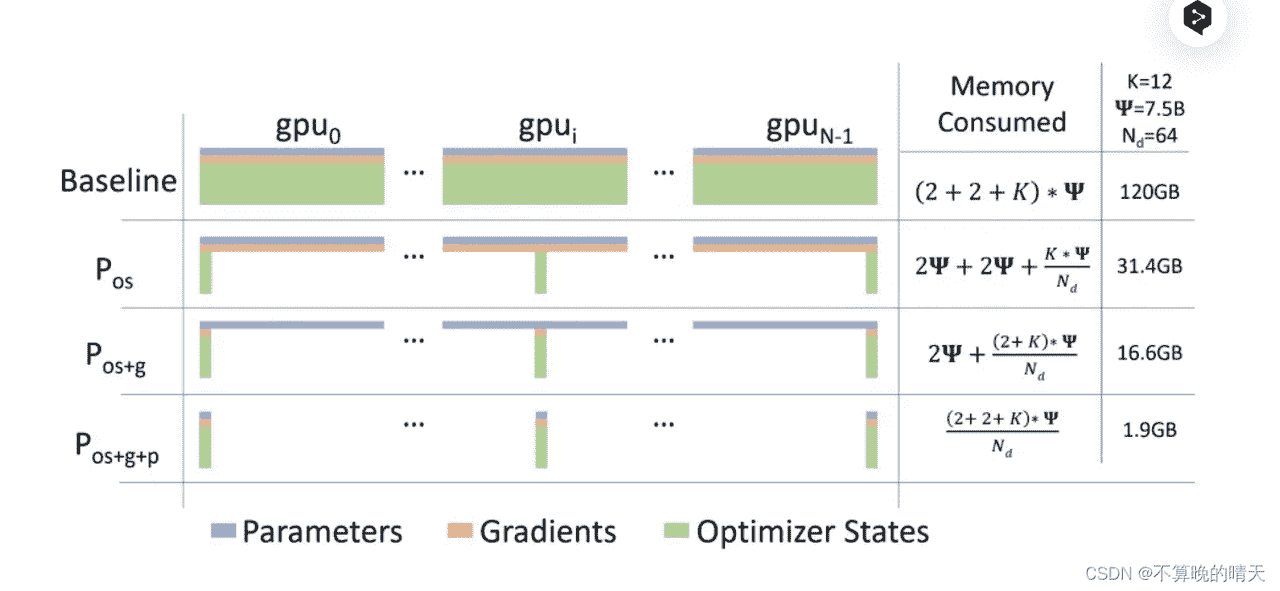 gpu0 gpui gpuN-1 Memory Consumed K=12 Ψ=7.5B Nd=64
Baseline ... ... (2 + 2 + K) * Ψ 120GB
Pos ... ... 2Ψ + 2Ψ + K * Ψ / Nd 31.4GB
Pos+g ... ... 2Ψ + (2+ K)* Ψ / Nd 16.6GB
Pos+g+p ... ... (2+ 2+ K)* Ψ / Nd 1.9GB
Parameters Gradients Optimizer States
CSDN @不算晚的晴天